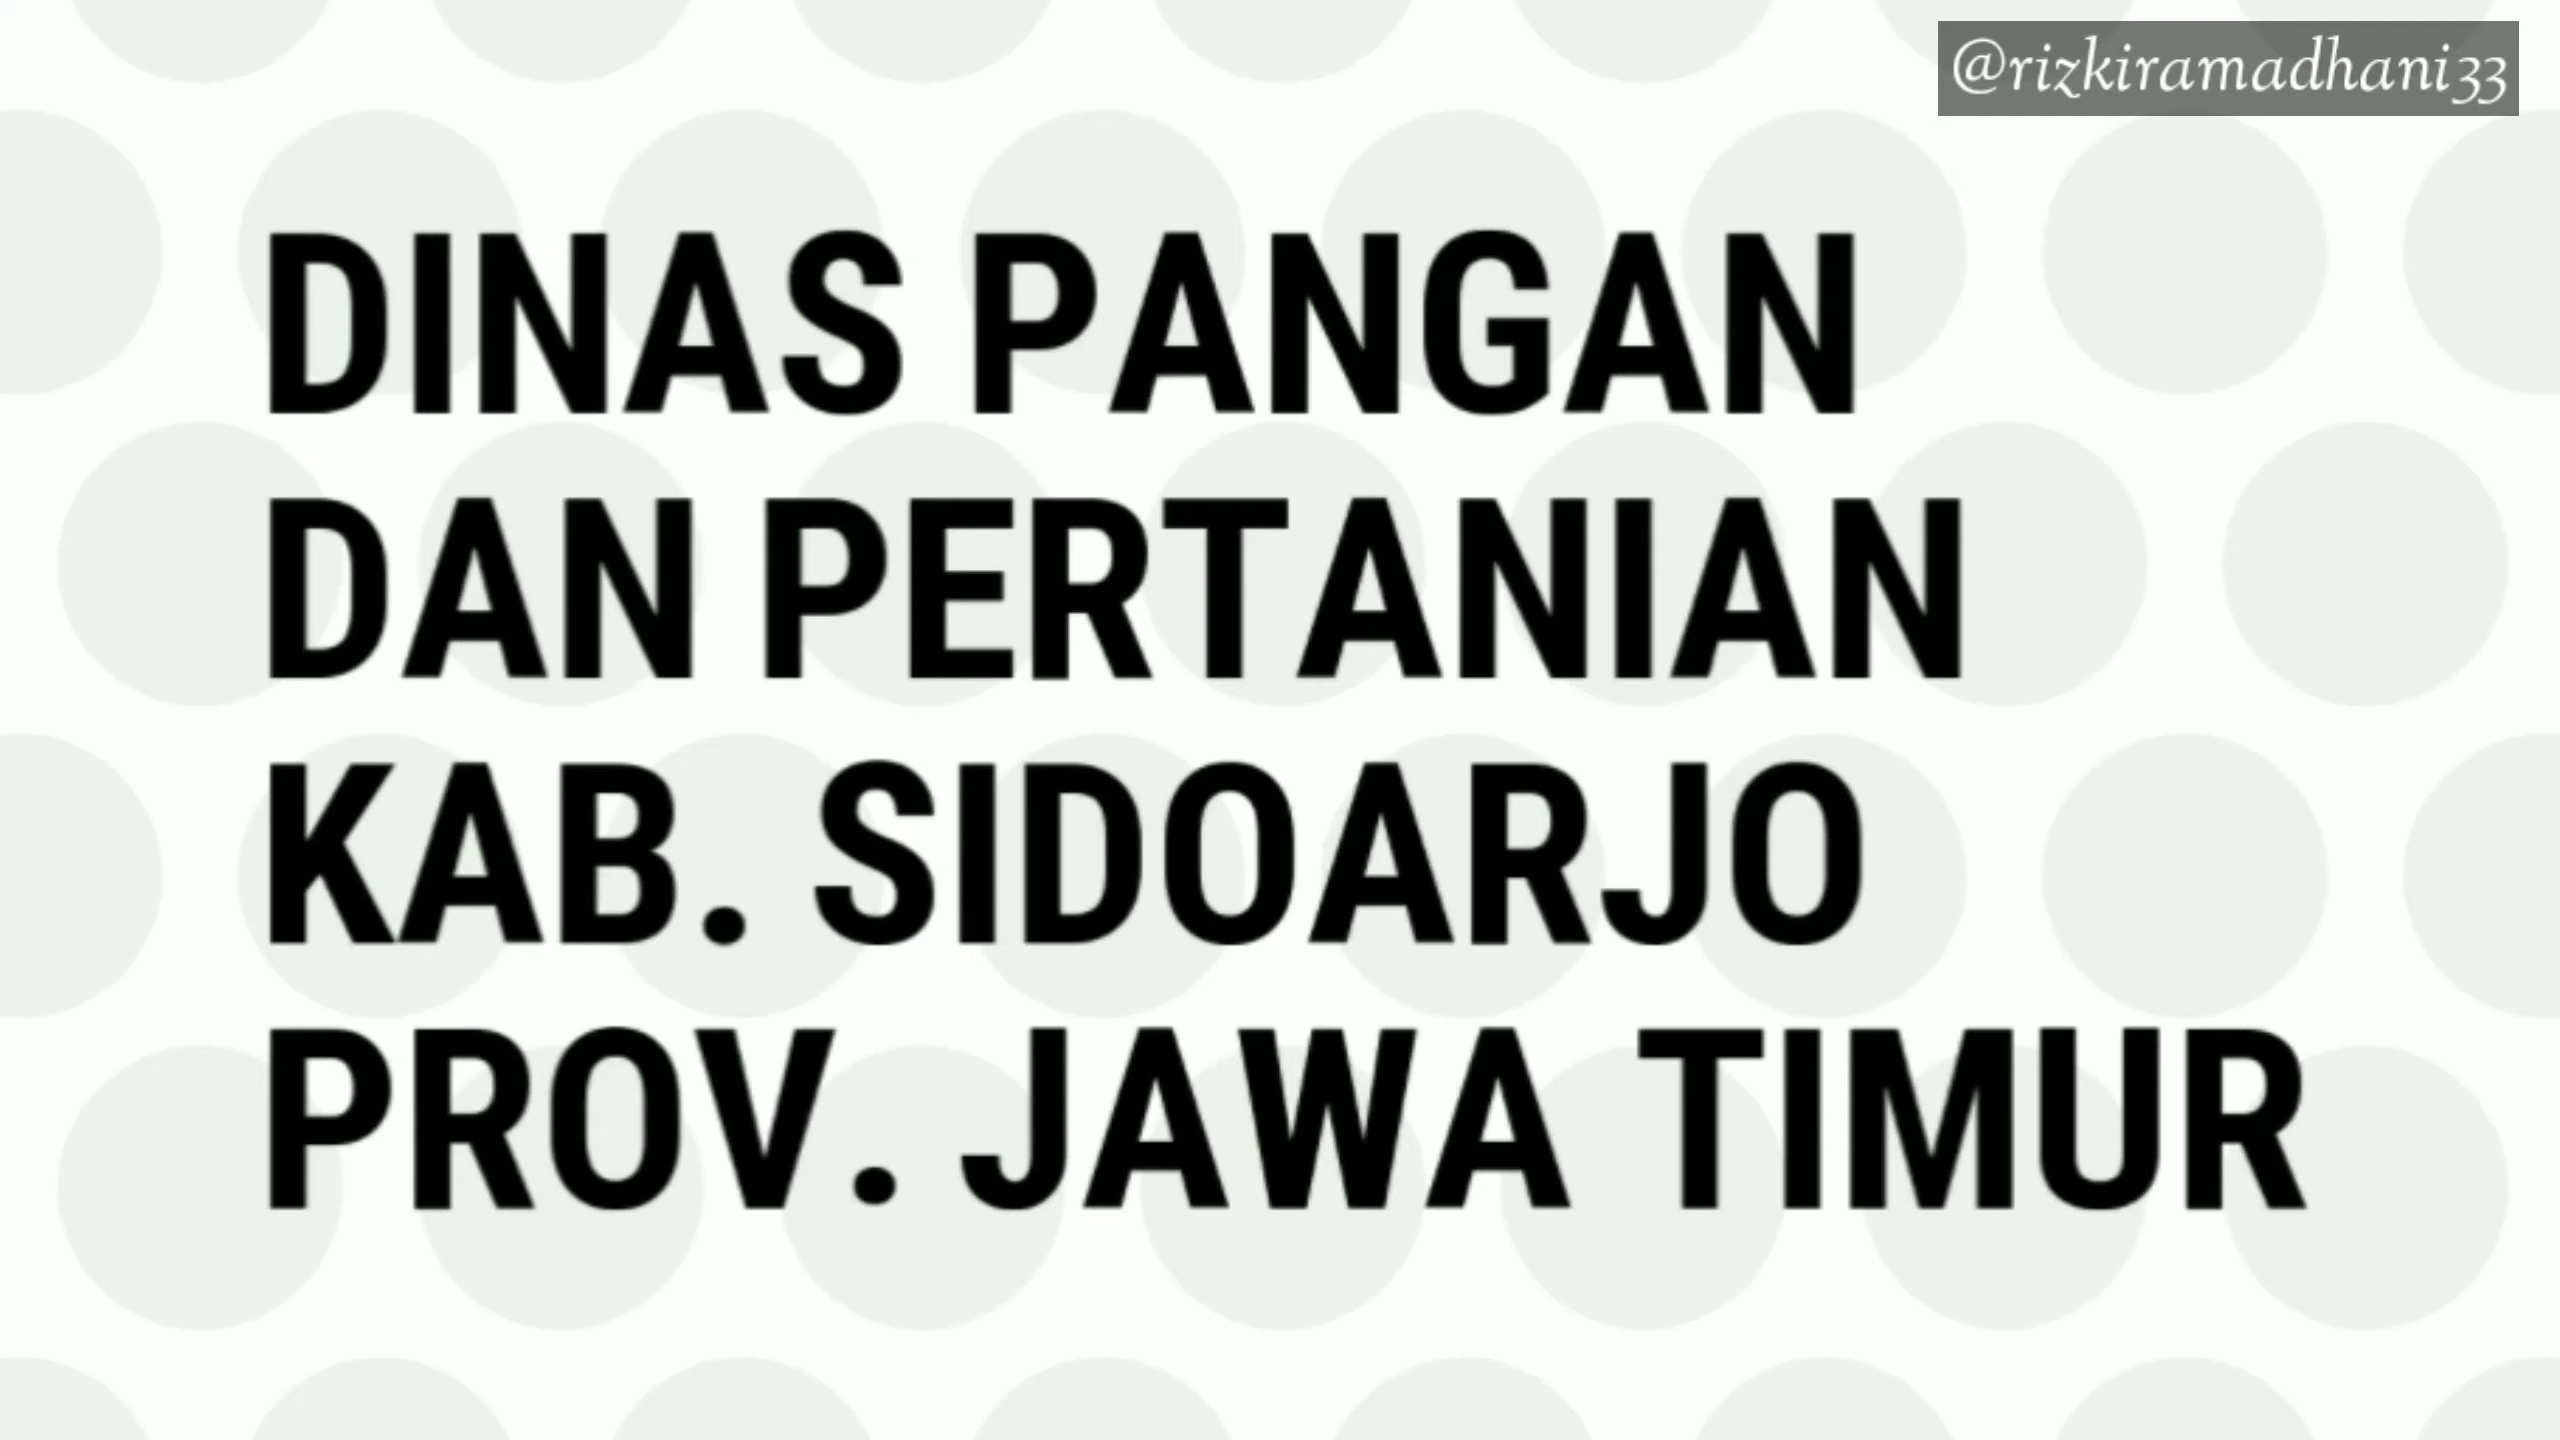 @rizkiramadhani33
DINAS PANGAN
DAN PERTANIAN
KAB. SIDOARJO
PROV. JAWA TIMUR